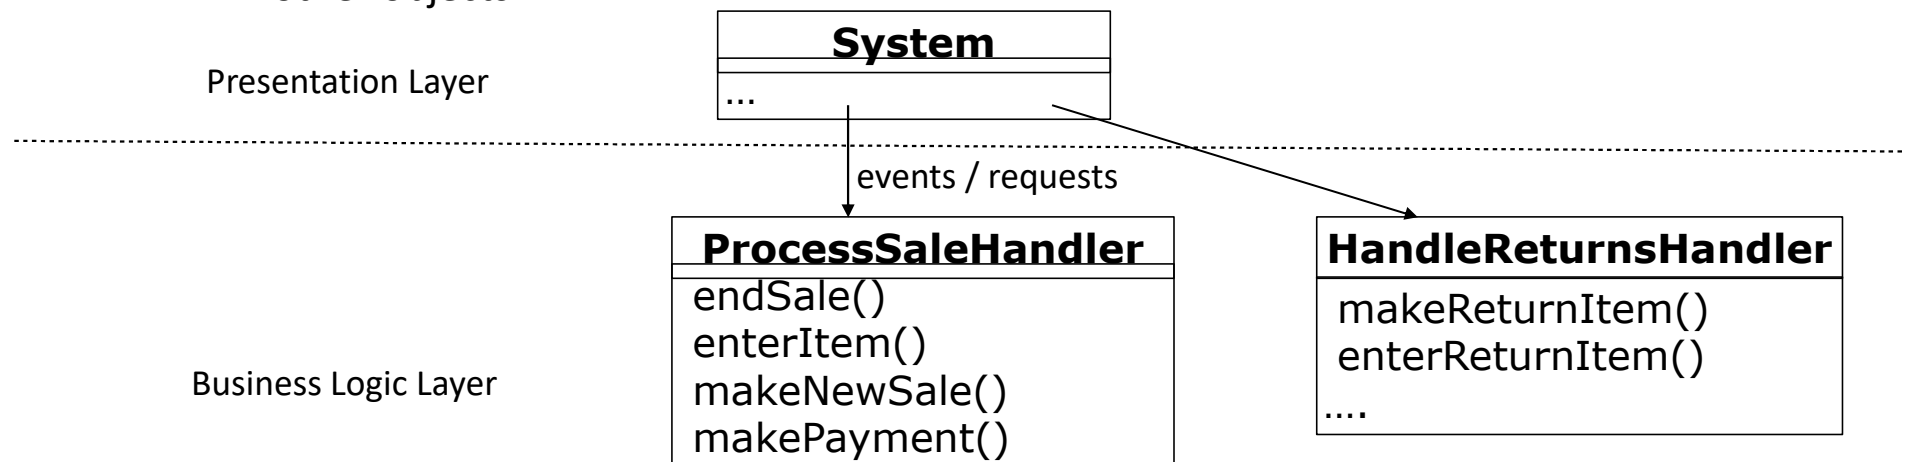 System
Presentation Layer
...
events / requests
ProcessSaleHandler
endSale()
enterItem()
makeNewSale()
makePayment()
HandleReturnsHandler
makeReturnItem()
enterReturnItem()
....
Business Logic Layer